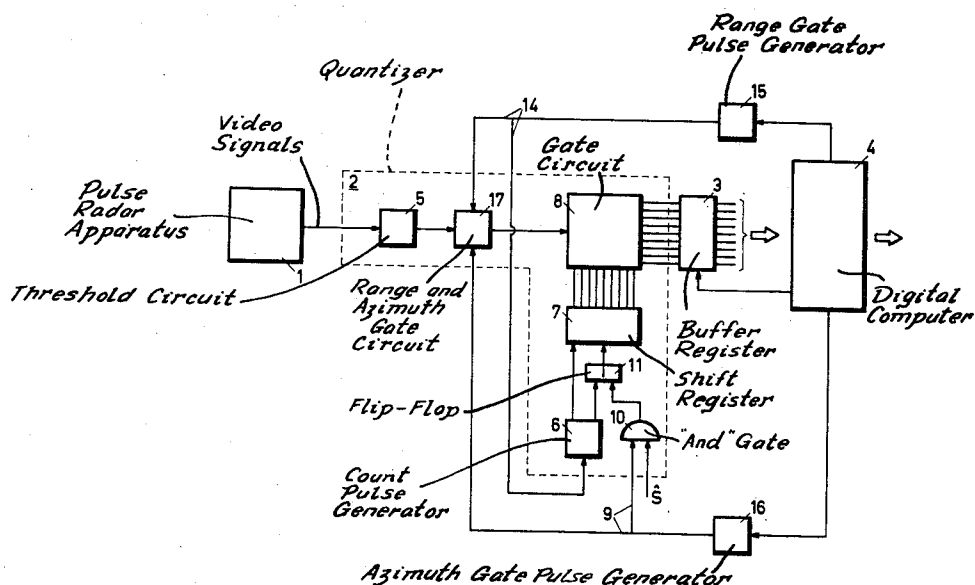 Range Gate
Pulse Generator
Quantizer
14
15
Video
Signals
Gate
Circuit
4
2
3
Pulse
Radar
Apparatus
5
17
8
1
Threshold Circuit
Range and
Azimuth
Gate
Circuit
7
Digital
Computer
Buffer
Register
11
Shift
Register
Flip-Flop
6
10
"And" Gate
Count
Pulse
Generator
Ŝ
9
16
Azimuth Gate Pulse Generator